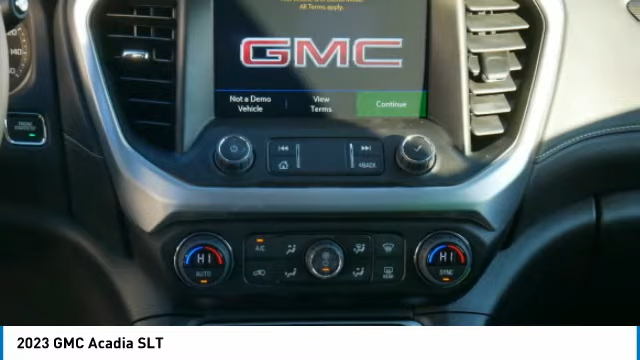 All Terms apply.
GMC
Not a Demo
Vehicle
View
Terms
Continue
BACK
HI
AUTO
A/C
HI
SYNC
REAR
2023 GMC Acadia SLT